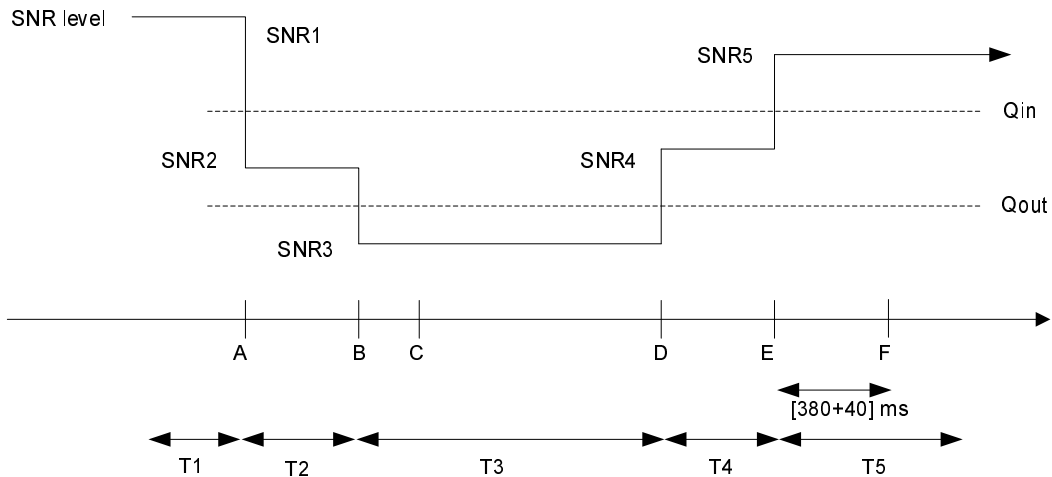 SNR level
SNR1
SNR5
Qin
SNR2
SNR4
Qout
SNR3
A
B
C
D
E
F
[380+40] ms
T1
T2
T3
T4
T5